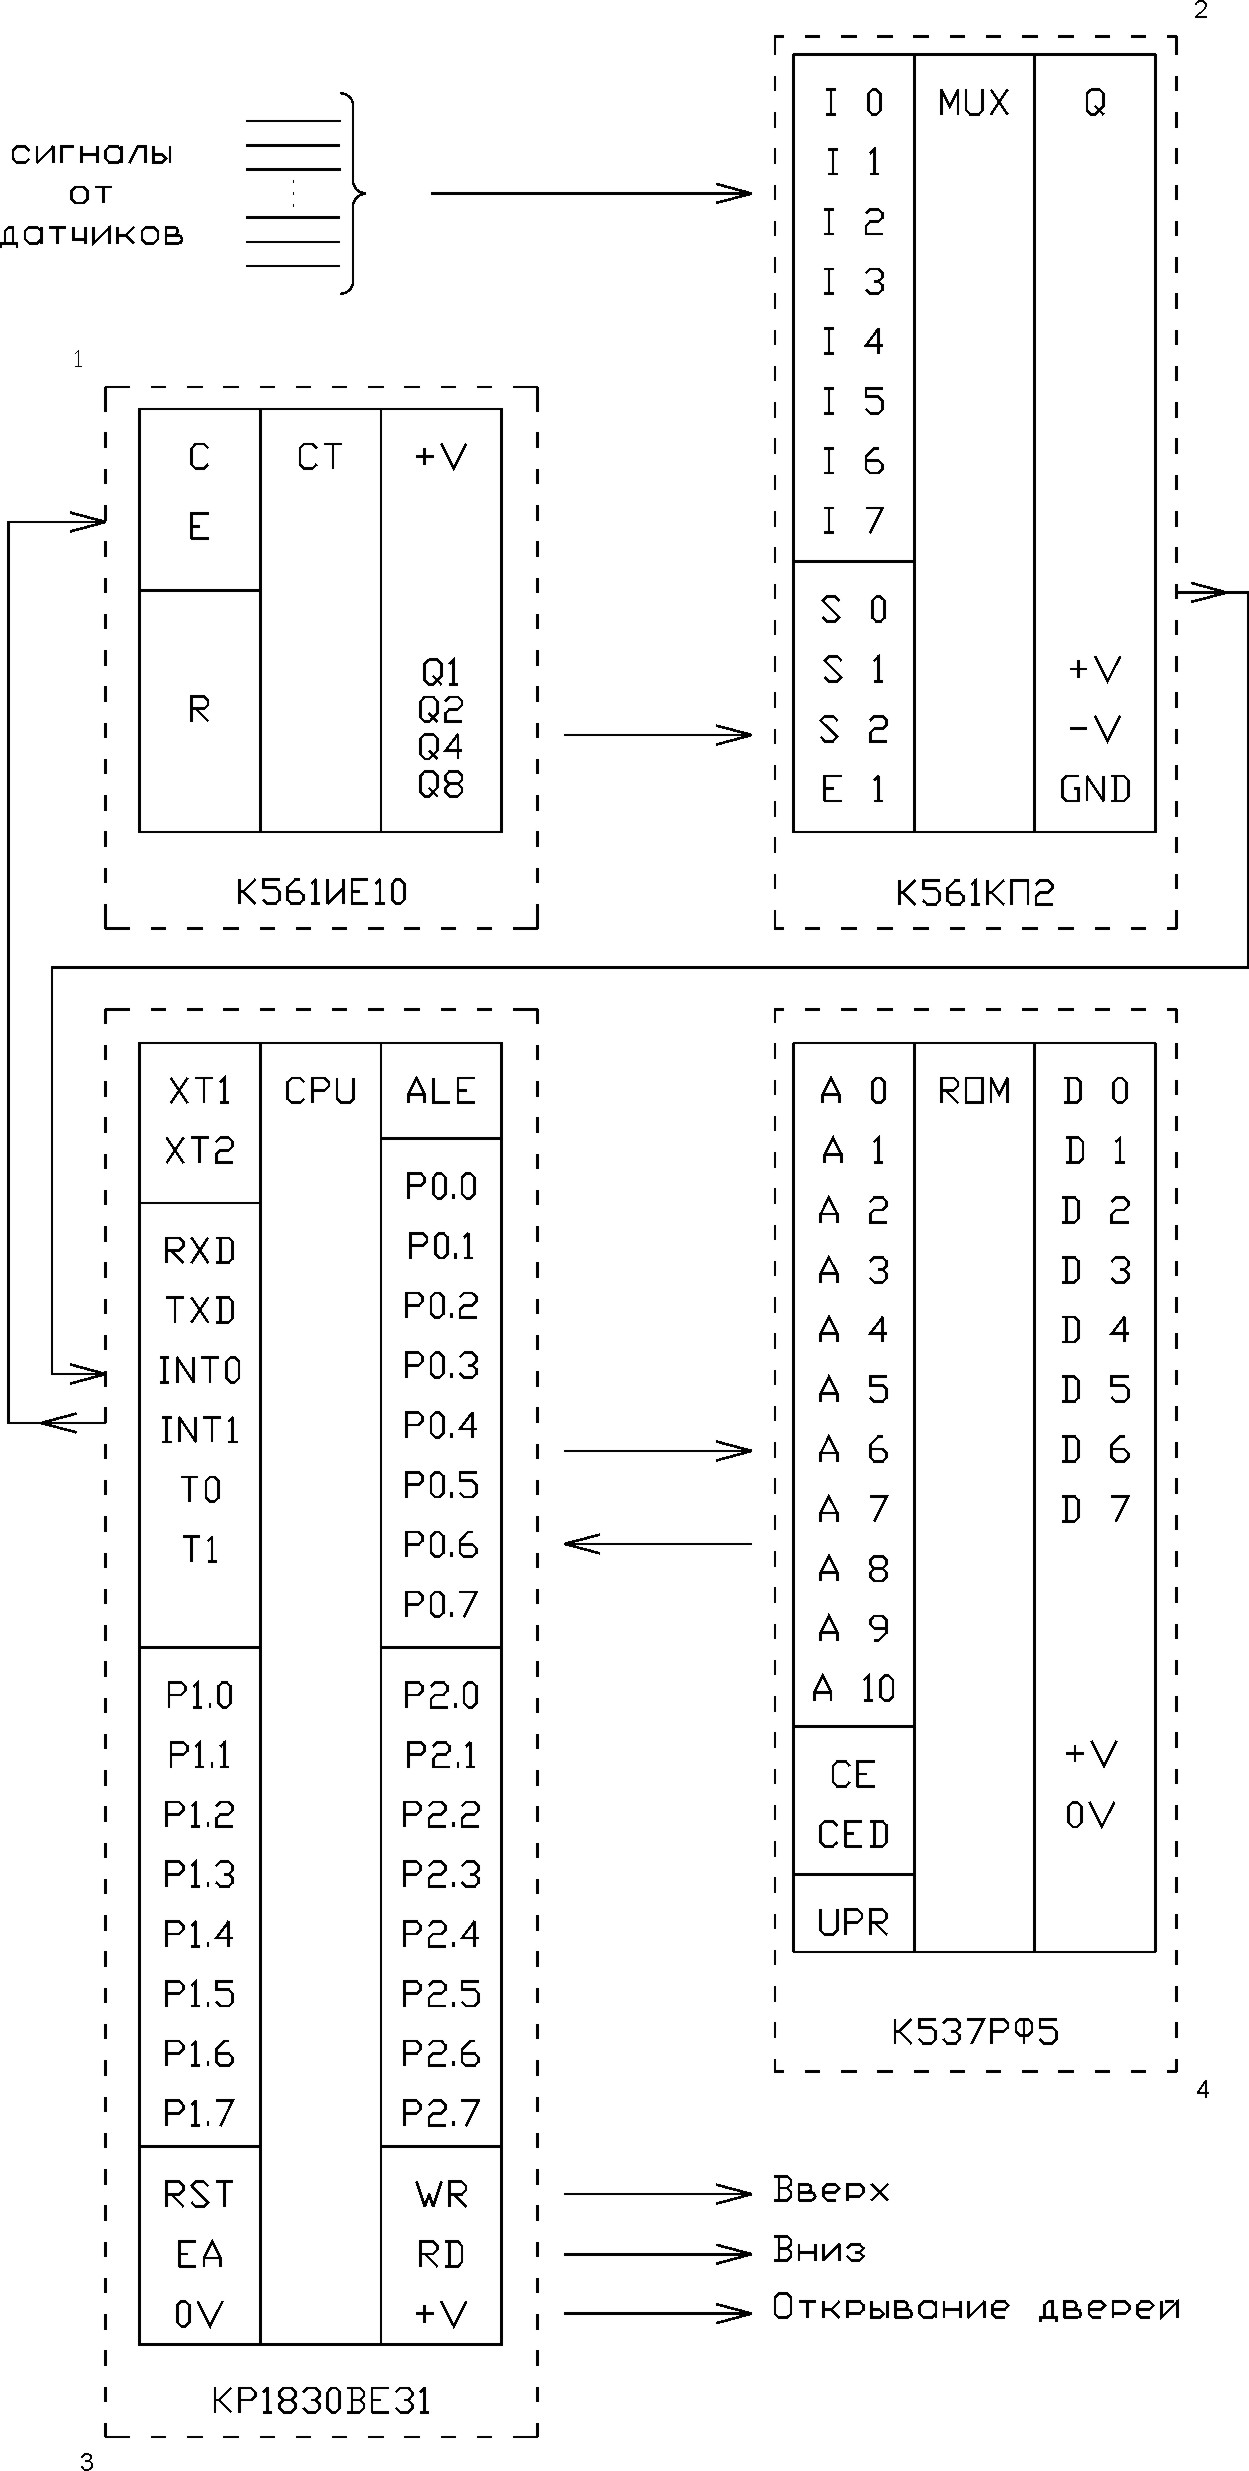 2
сигналы
от
датчиков
I 0 MUX Q
I 1
I 2
I 3
I 4
I 5
I 6
I 7
S 0
S 1 +V
S 2 -V
E 1 GND
К561КП2
1
C CT +V
E
R
Q1
Q2
Q4
Q8
К561ИЕ10
XT1 CPU ALE
XT2
P0.0
RXD P0.1
TXD P0.2
INT0 P0.3
INT1 P0.4
T0 P0.5
T1 P0.6
P0.7
P1.0 P2.0
P1.1 P2.1
P1.2 P2.2
P1.3 P2.3
P1.4 P2.4
P1.5 P2.5
P1.6 P2.6
P1.7 P2.7
RST WR
EA RD
0V +V
КР1830ВЕ31
3
A 0 ROM D 0
A 1 D 1
A 2 D 2
A 3 D 3
A 4 D 4
A 5 D 5
A 6 D 6
A 7 D 7
A 8
A 9
A 10
+V
CE
0V
CED
UPR
К537РФ5
4
Вверх
Вниз
Открывание дверей